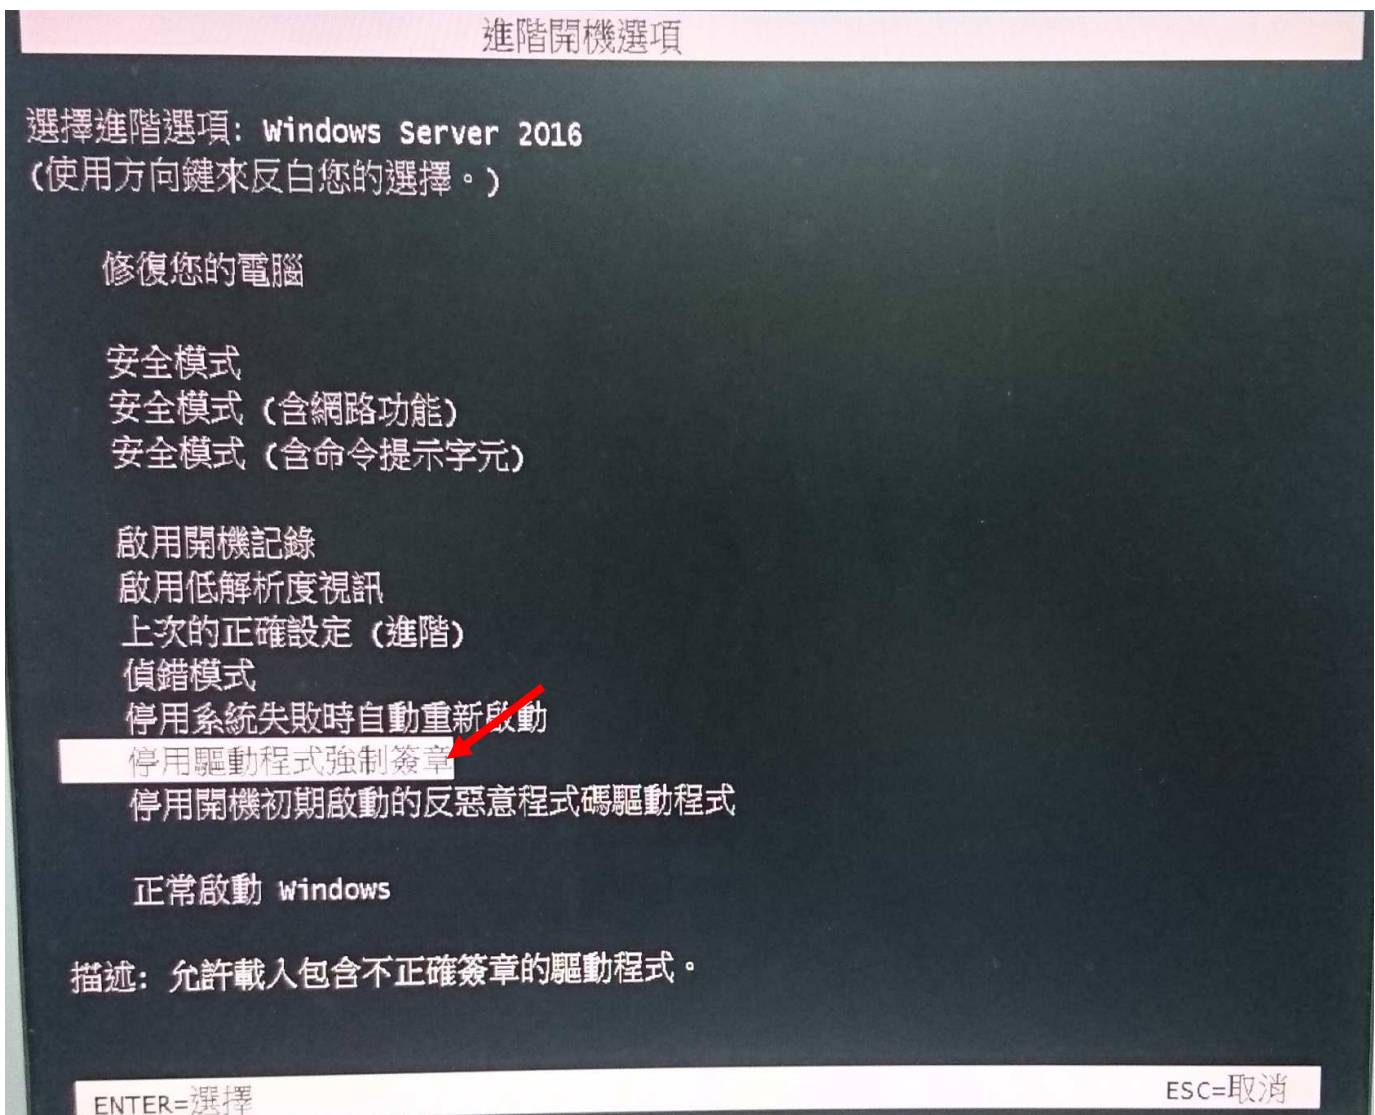 進階開機選項
選擇進階選項: Windows Server 2016
(使用方向鍵來反白您的選擇。)
修復您的電腦
安全模式
安全模式 (含網路功能)
安全模式 (含命令提示字元)
啟用開機記錄
啟用低解析度視訊
上次的正確設定 (進階)
偵錯模式
停用系統失敗時自動重新啟動
停用驅動程式強制簽章
停用開機初期啟動的反惡意程式碼驅動程式
正常啟動 Windows
描述: 允許載入包含不正確簽章的驅動程式。
ENTER=選擇 ESC=取消